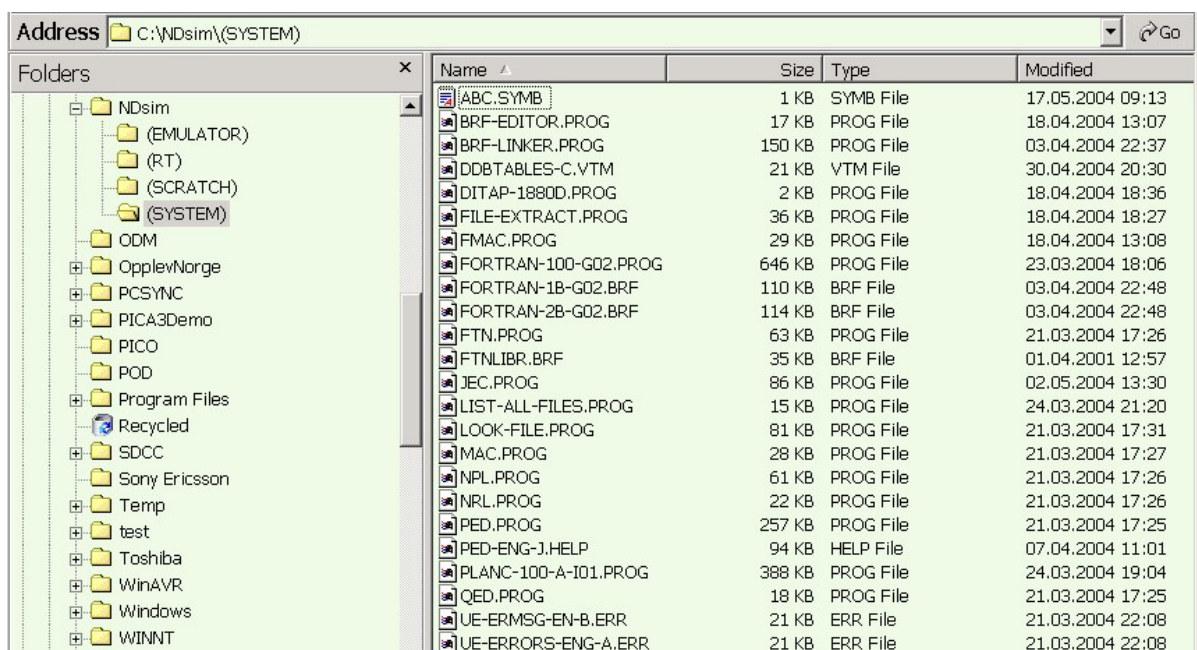 Address C:\NDsim\(SYSTEM) Go
Folders ×
NDsim
(EMULATOR)
(RT)
(SCRATCH)
(SYSTEM)
ODM
OpplevNorge
PCSYNC
PICA3Demo
PICO
POD
Program Files
Recycled
SDCC
Sony Ericsson
Temp
test
Toshiba
WinAVR
Windows
WINNT
Name Size Type Modified
ABC.SYMB 1 KB SYMB File 17.05.2004 09:13
BRF-EDITOR.PROG 17 KB PROG File 18.04.2004 13:07
BRF-LINKER.PROG 150 KB PROG File 03.04.2004 22:37
DDBTABLES-C.VTM 21 KB VTM File 30.04.2004 20:30
DITAP-1880D.PROG 2 KB PROG File 18.04.2004 18:36
FILE-EXTRACT.PROG 36 KB PROG File 18.04.2004 18:27
FMAC.PROG 29 KB PROG File 18.04.2004 13:08
FORTRAN-100-G02.PROG 646 KB PROG File 23.03.2004 18:06
FORTRAN-1B-G02.BRF 110 KB BRF File 03.04.2004 22:48
FORTRAN-2B-G02.BRF 114 KB BRF File 03.04.2004 22:48
FTN.PROG 63 KB PROG File 21.03.2004 17:26
FTNLIBR.BRF 35 KB BRF File 01.04.2001 12:57
JEC.PROG 86 KB PROG File 02.05.2004 13:30
LIST-ALL-FILES.PROG 15 KB PROG File 24.03.2004 21:20
LOOK-FILE.PROG 81 KB PROG File 21.03.2004 17:31
MAC.PROG 28 KB PROG File 21.03.2004 17:27
NPL.PROG 61 KB PROG File 21.03.2004 17:26
NRL.PROG 22 KB PROG File 21.03.2004 17:26
PED.PROG 257 KB PROG File 21.03.2004 17:25
PED-ENG-J.HELP 94 KB HELP File 07.04.2004 11:01
PLANC-100-A-I01.PROG 388 KB PROG File 24.03.2004 19:04
QED.PROG 18 KB PROG File 21.03.2004 17:25
UE-ERMSG-EN-B.ERR 21 KB ERR File 21.03.2004 22:08
UE-ERRORS-ENG-A.ERR 21 KB ERR File 21.03.2004 22:08